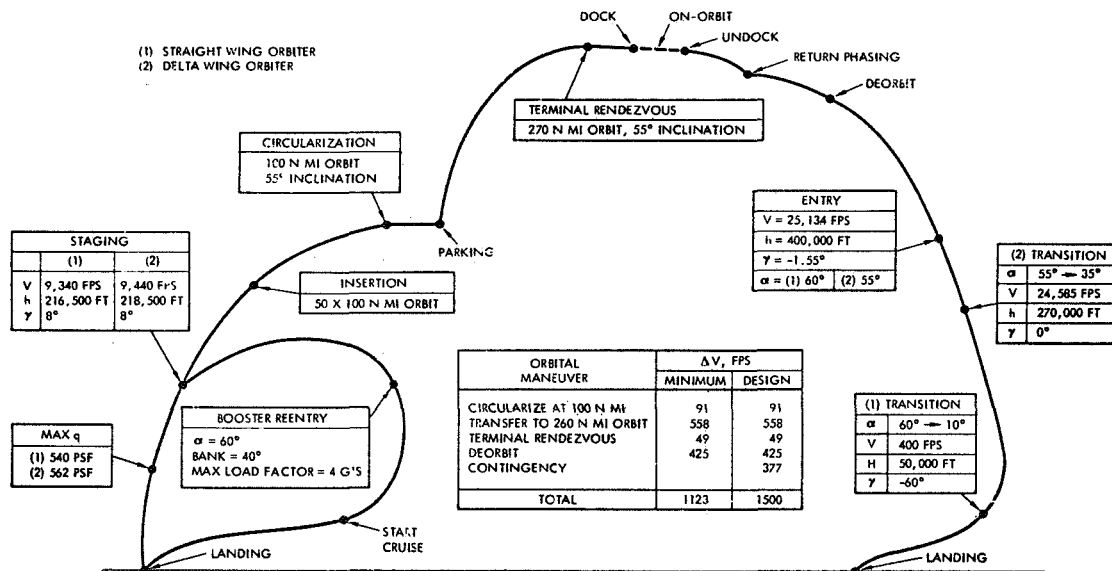 (1) STRAIGHT WING ORBITER
(2) DELTA WING ORBITER
DOCK
ON-ORBIT
UNDOCK
RETURN PHASING
DEORBIT
TERMINAL RENDEZVOUS
270 N MI ORBIT, 55° INCLINATION
CIRCULARIZATION
100 N MI ORBIT
55° INCLINATION
PARKING
STAGING
(1) (2)
V 9,340 FPS 9,440 FPS
h 216,500 FT 218,500 FT
γ 8° 8°
INSERTION
50 X 100 N MI ORBIT
ENTRY
V = 25,134 FPS
h = 400,000 FT
γ = -1.55°
α = (1) 60° (2) 55°
(2) TRANSITION
α 55° → 35°
V 24,585 FPS
h 270,000 FT
γ 0°
MAX q
(1) 540 PSF
(2) 562 PSF
BOOSTER REENTRY
α = 60°
BANK = 40°
MAX LOAD FACTOR = 4 G'S
ORBITAL MANEUVER ΔV, FPS
MINIMUM DESIGN
CIRCULARIZE AT 100 N MI 91 91
TRANSFER TO 260 N MI ORBIT 558 558
TERMINAL RENDEZVOUS 49 49
DEORBIT 425 425
CONTINGENCY 377
TOTAL 1123 1500
(1) TRANSITION
α 60° → 10°
V 400 FPS
H 50,000 FT
γ -60°
START
CRUISE
LANDING
LANDING